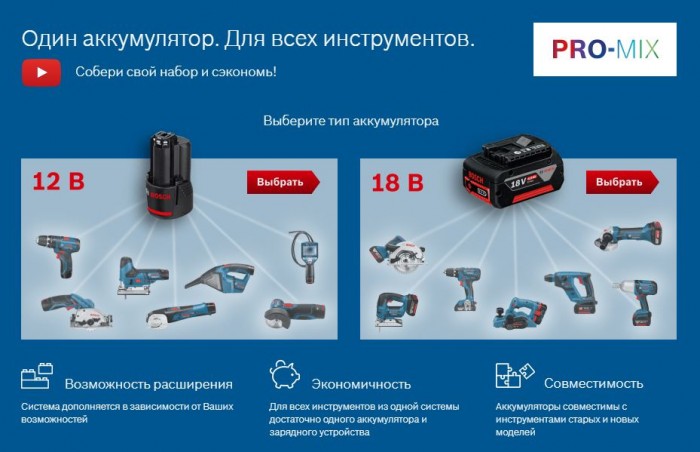 Один аккумулятор. Для всех инструментов.
PRO-MIX
Собери свой набор и сэкономь!
Выберите тип аккумулятора
12 В
Выбрать
BOSCH
18 В
Выбрать
BOSCH
18V
Возможность расширения
Система дополняется в зависимости от Ваших
возможностей
Экономичность
Для всех инструментов из одной системы
достаточно одного аккумулятора и
зарядного устройства
Совместимость
Аккумуляторы совместимы с
инструментами старых и новых
моделей